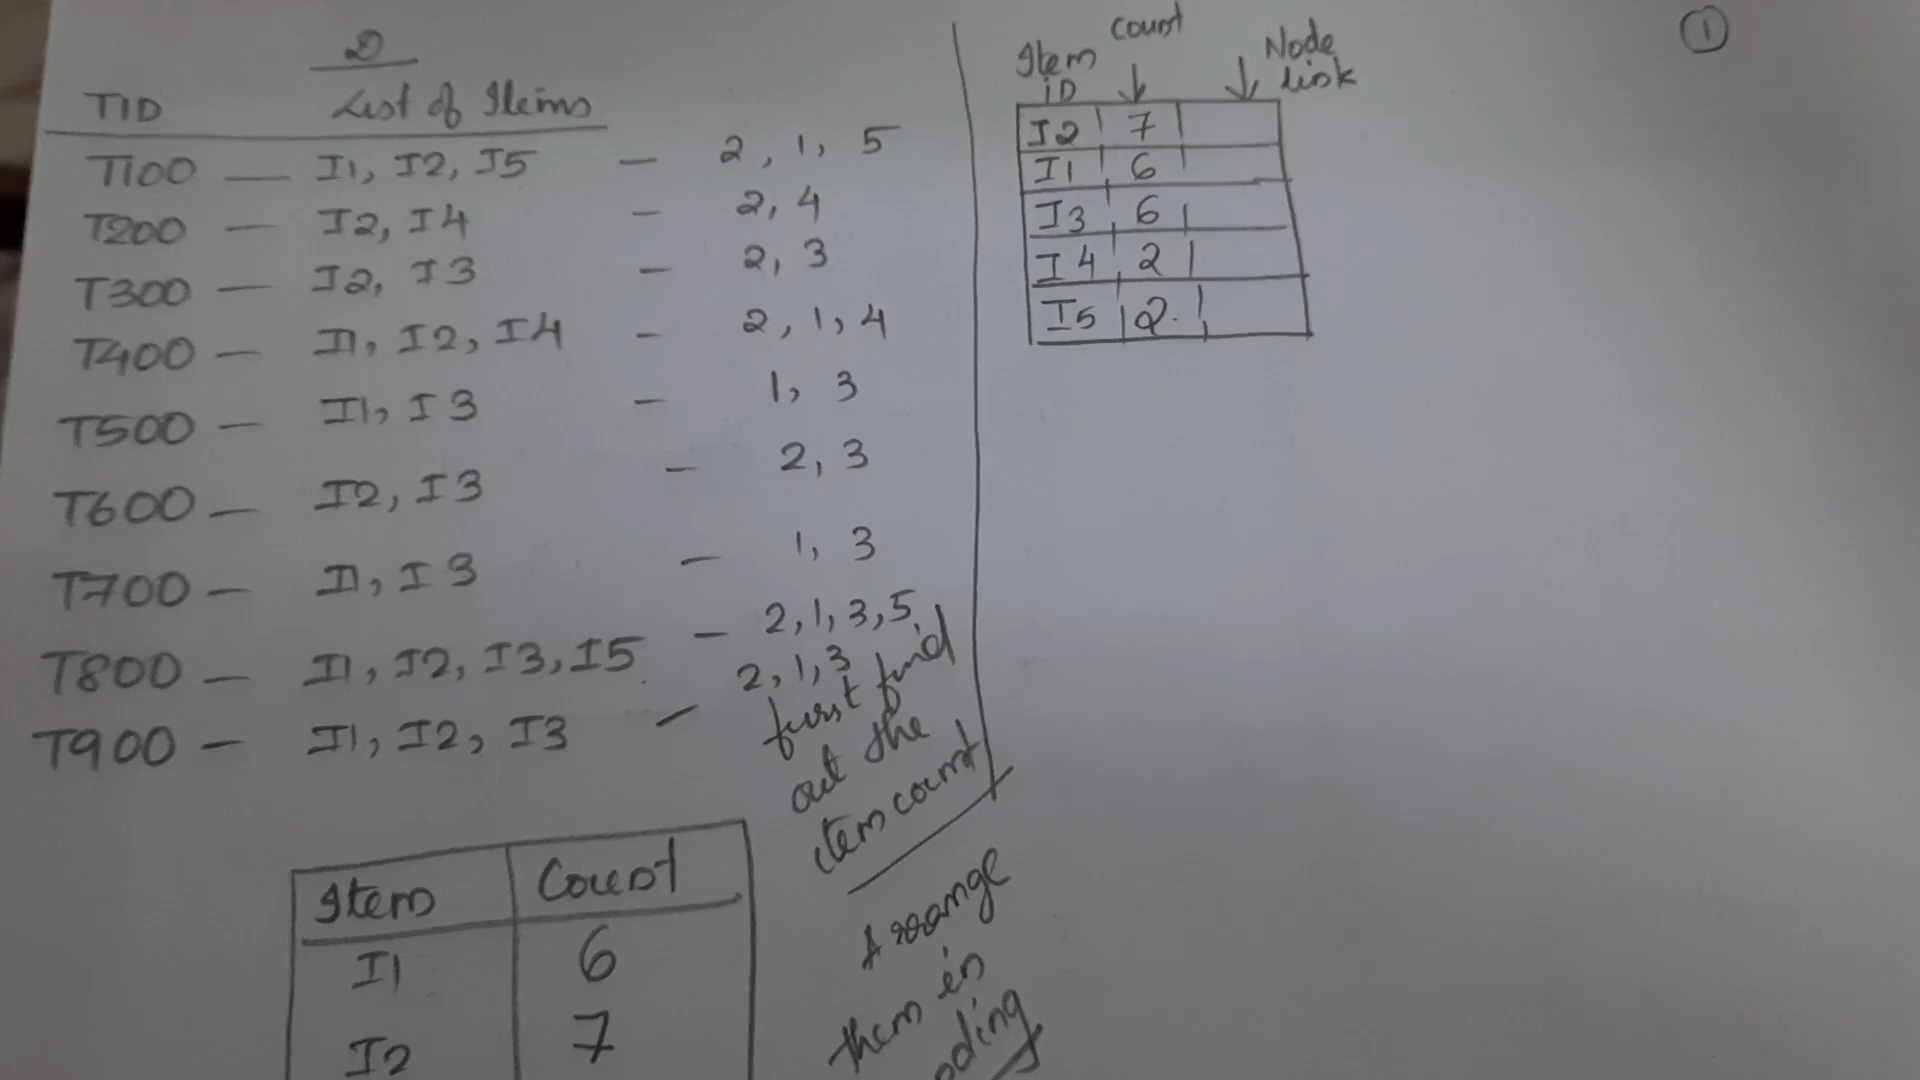 D
TID List of Items
T100 — I1, I2, I5 — 2, 1, 5
T200 — I2, I4 — 2, 4
T300 — I2, I3 — 2, 3
T400 — I1, I2, I4 — 2, 1, 4
T500 — I1, I3 — 1, 3
T600 — I2, I3 — 2, 3
T700 — I1, I3 — 1, 3
T800 — I1, I2, I3, I5 — 2, 1, 3, 5
T900 — I1, I2, I3 — 2, 1, 3
first find
out the
item count
Arrange
them in
Item Count
I1 6
I2 7
1
Item ID count Node link
I2 7
I1 6
I3 6
I4 2
I5 2